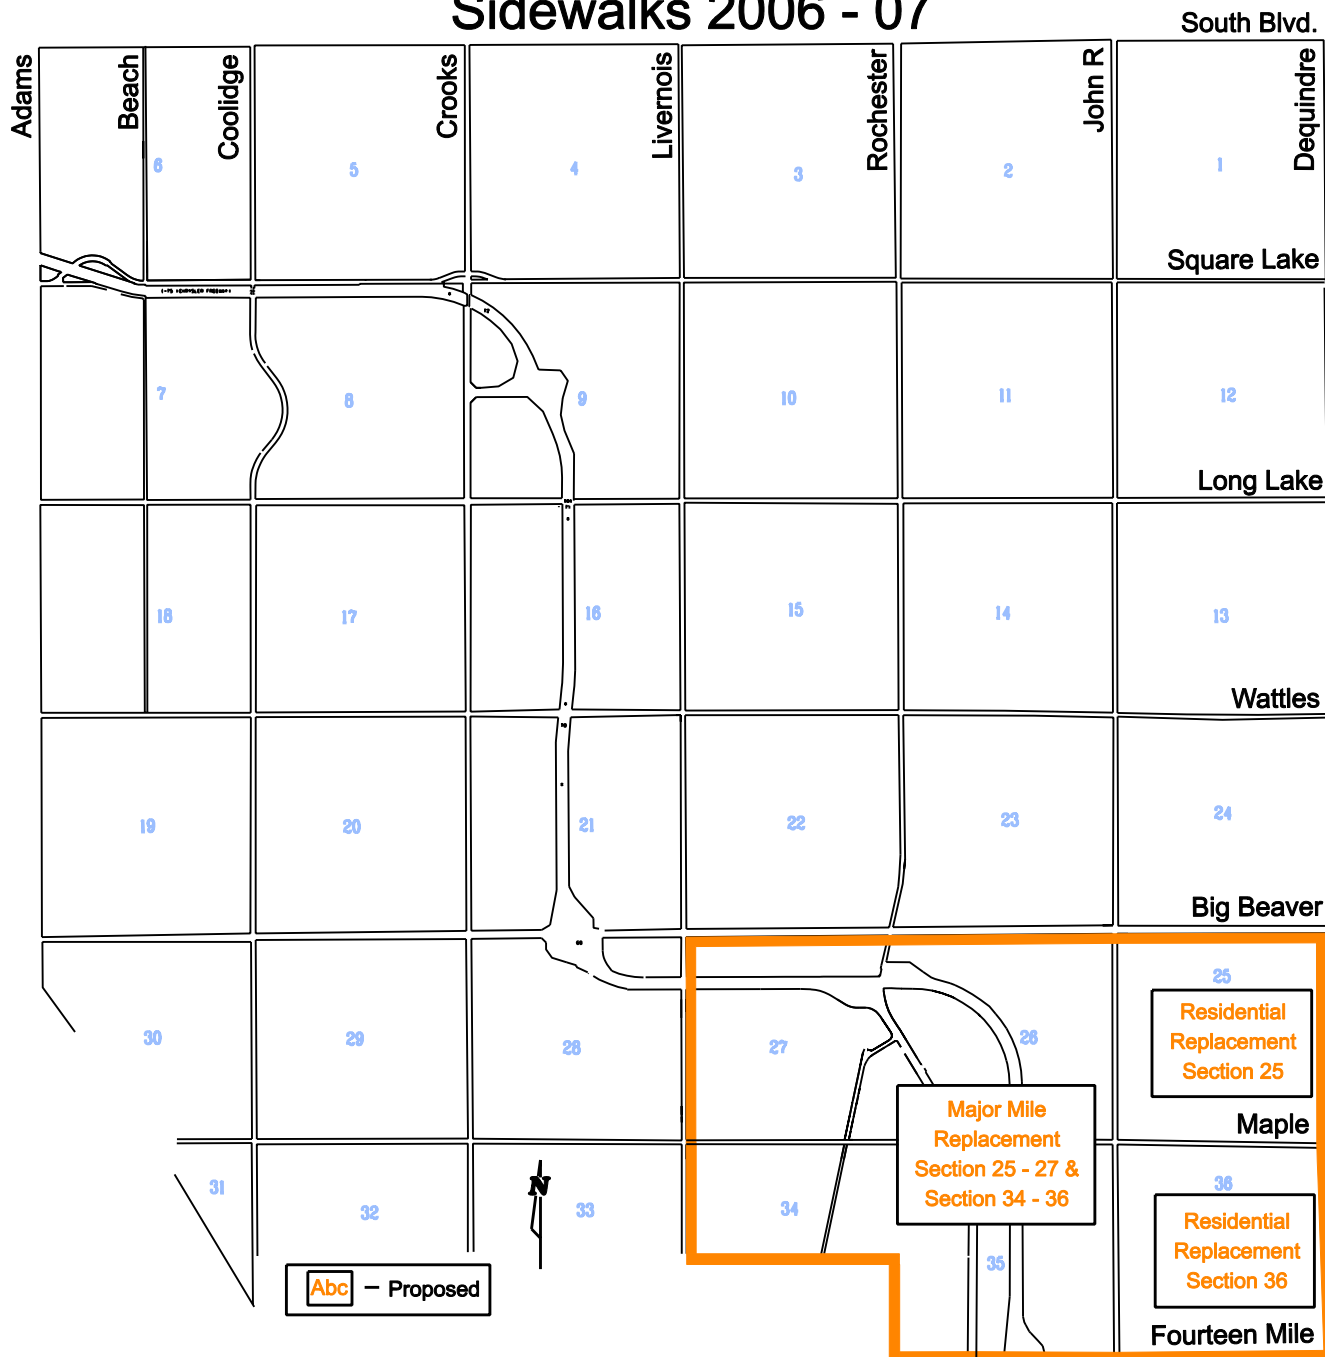 Sidewalks 2006 - 07
South Blvd.
Adams
Beach
Coolidge
Crooks
Livernois
Rochester
John R
Dequindre
6
5
4
3
2
1
Square Lake
I-75 (CHRYSLER FREEWAY)
7
8
9
10
11
12
Long Lake
18
17
16
15
14
13
Wattles
19
20
21
22
23
24
Big Beaver
30
29
28
27
26
25
Residential
Replacement
Section 25
Maple
Major Mile
Replacement
Section 25 - 27 &
Section 34 - 36
31
32
N
33
34
35
36
Residential
Replacement
Section 36
Abc – Proposed
Fourteen Mile